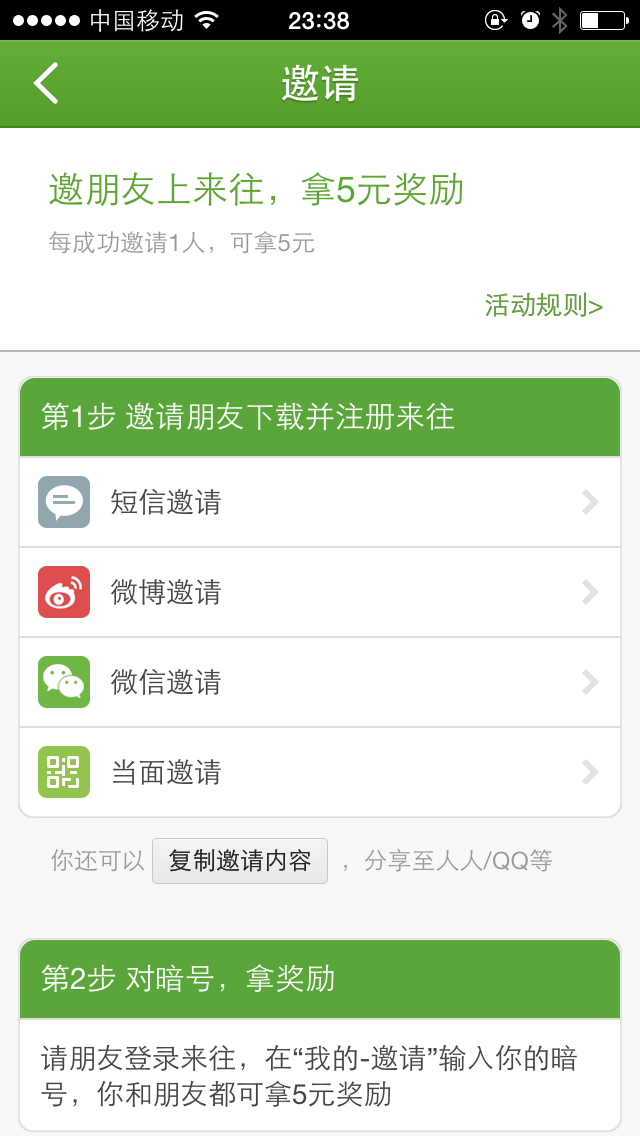 中国移动 23:38
邀请
邀朋友上来往，拿5元奖励
每成功邀请1人，可拿5元
活动规则>
第1步 邀请朋友下载并注册来往
短信邀请
微博邀请
微信邀请
当面邀请
你还可以 复制邀请内容 ，分享至人人/QQ等
第2步 对暗号，拿奖励
请朋友登录来往，在“我的-邀请”输入你的暗
号，你和朋友都可拿5元奖励